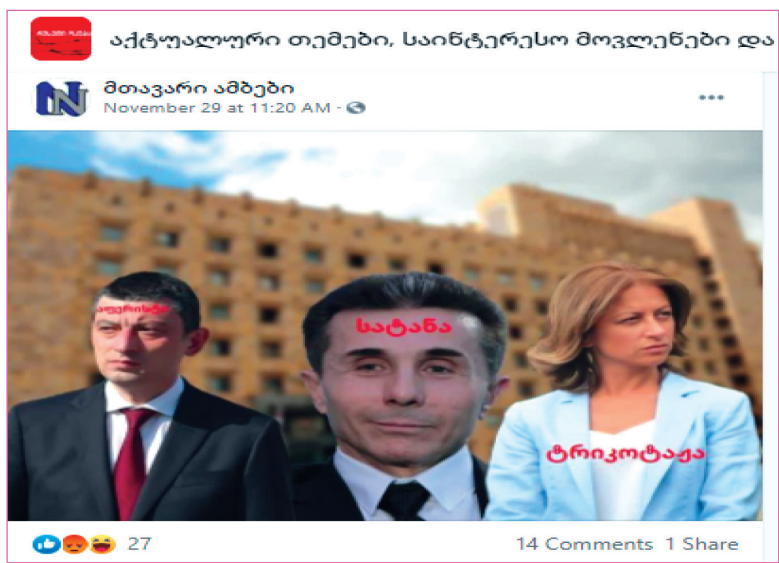 აქტუალური თემები, საინტერესო მოვლენები და
მთავარი ამბები
November 29 at 11:20 AM
აფერისტი
სატანა
ტრიკოტაჟა
27
14 Comments 1 Share